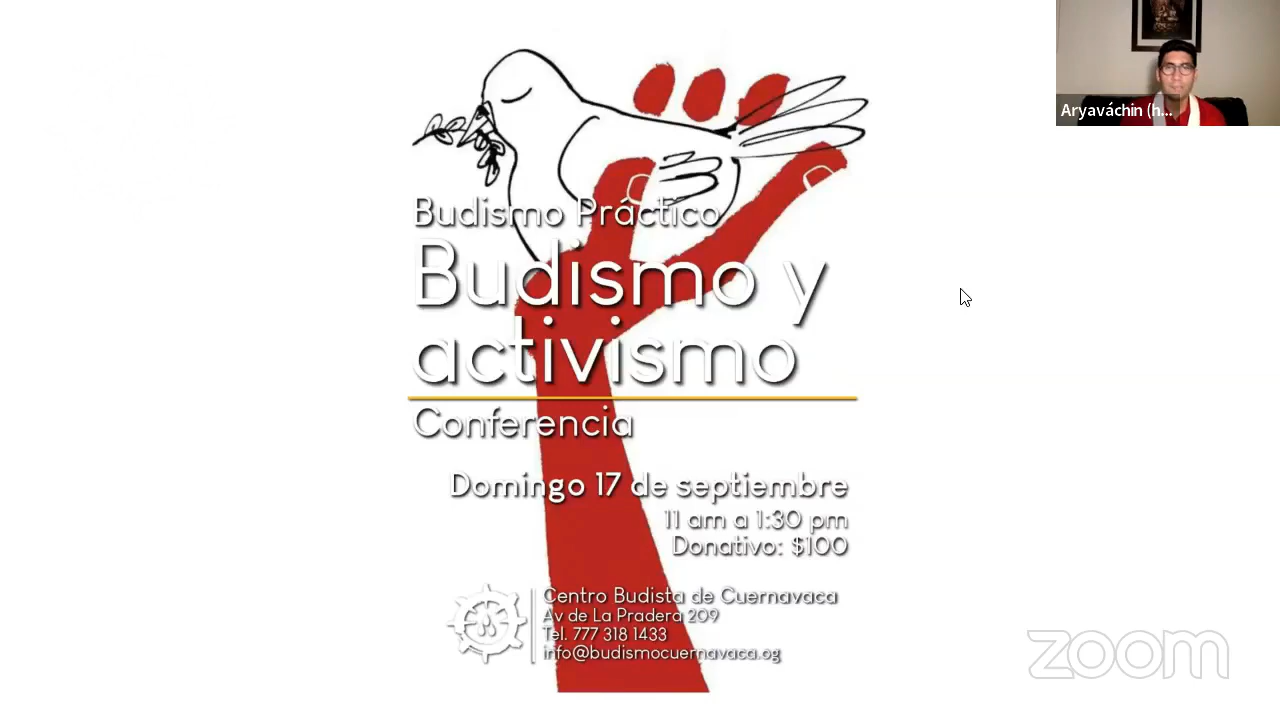 Aryaváchin (h...
Budismo Práctico
Budismo y
activismo
Conferencia
Domingo 17 de septiembre
11 am a 1:30 pm
Donativo: $100
Centro Budista de Cuernavaca
Av de La Pradera 209
Tel. 777 318 1433
info@budismocuernavaca.og
zoom